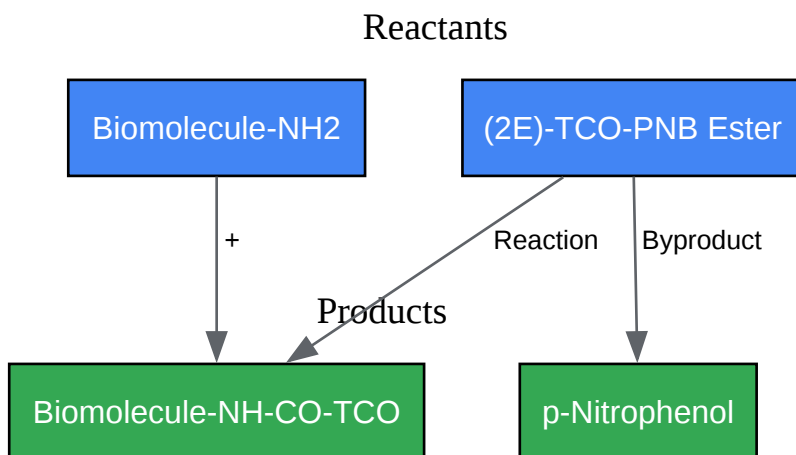 Reactants
Biomolecule-NH2
(2E)-TCO-PNB Ester
+
Reaction
Byproduct
Products
Biomolecule-NH-CO-TCO
p-Nitrophenol